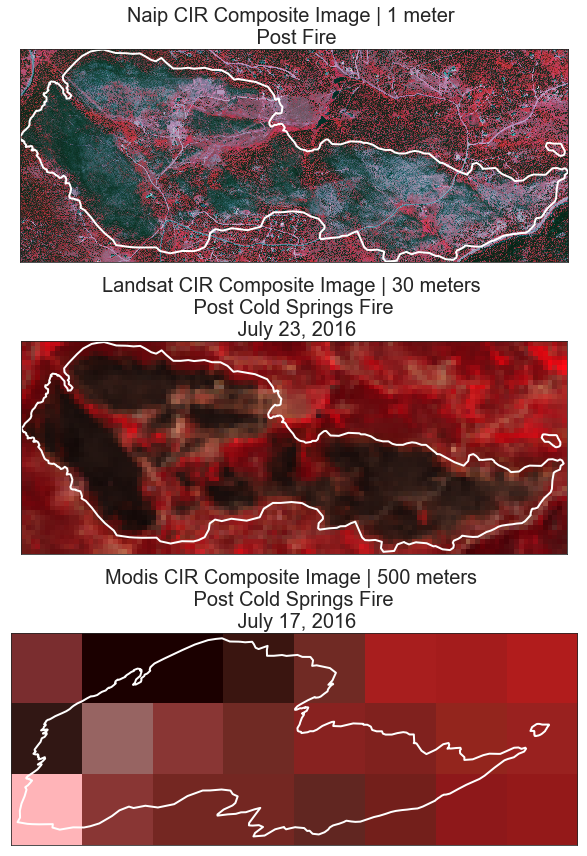 Naip CIR Composite Image | 1 meter
Post Fire
Landsat CIR Composite Image | 30 meters
Post Cold Springs Fire
July 23, 2016
Modis CIR Composite Image | 500 meters
Post Cold Springs Fire
July 17, 2016